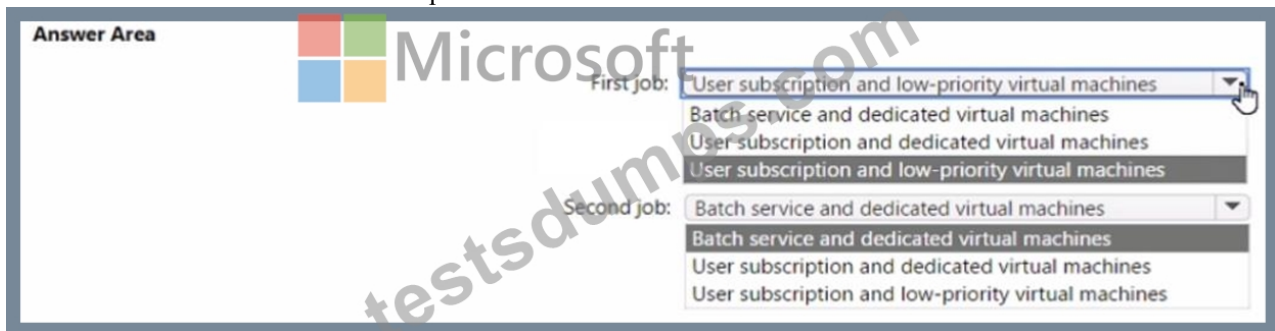 Answer Area
Microsoft
First job: User subscription and low-priority virtual machines
Batch service and dedicated virtual machines
User subscription and dedicated virtual machines
User subscription and low-priority virtual machines
Second job: Batch service and dedicated virtual machines
Batch service and dedicated virtual machines
User subscription and dedicated virtual machines
User subscription and low-priority virtual machines
testsdumps.com